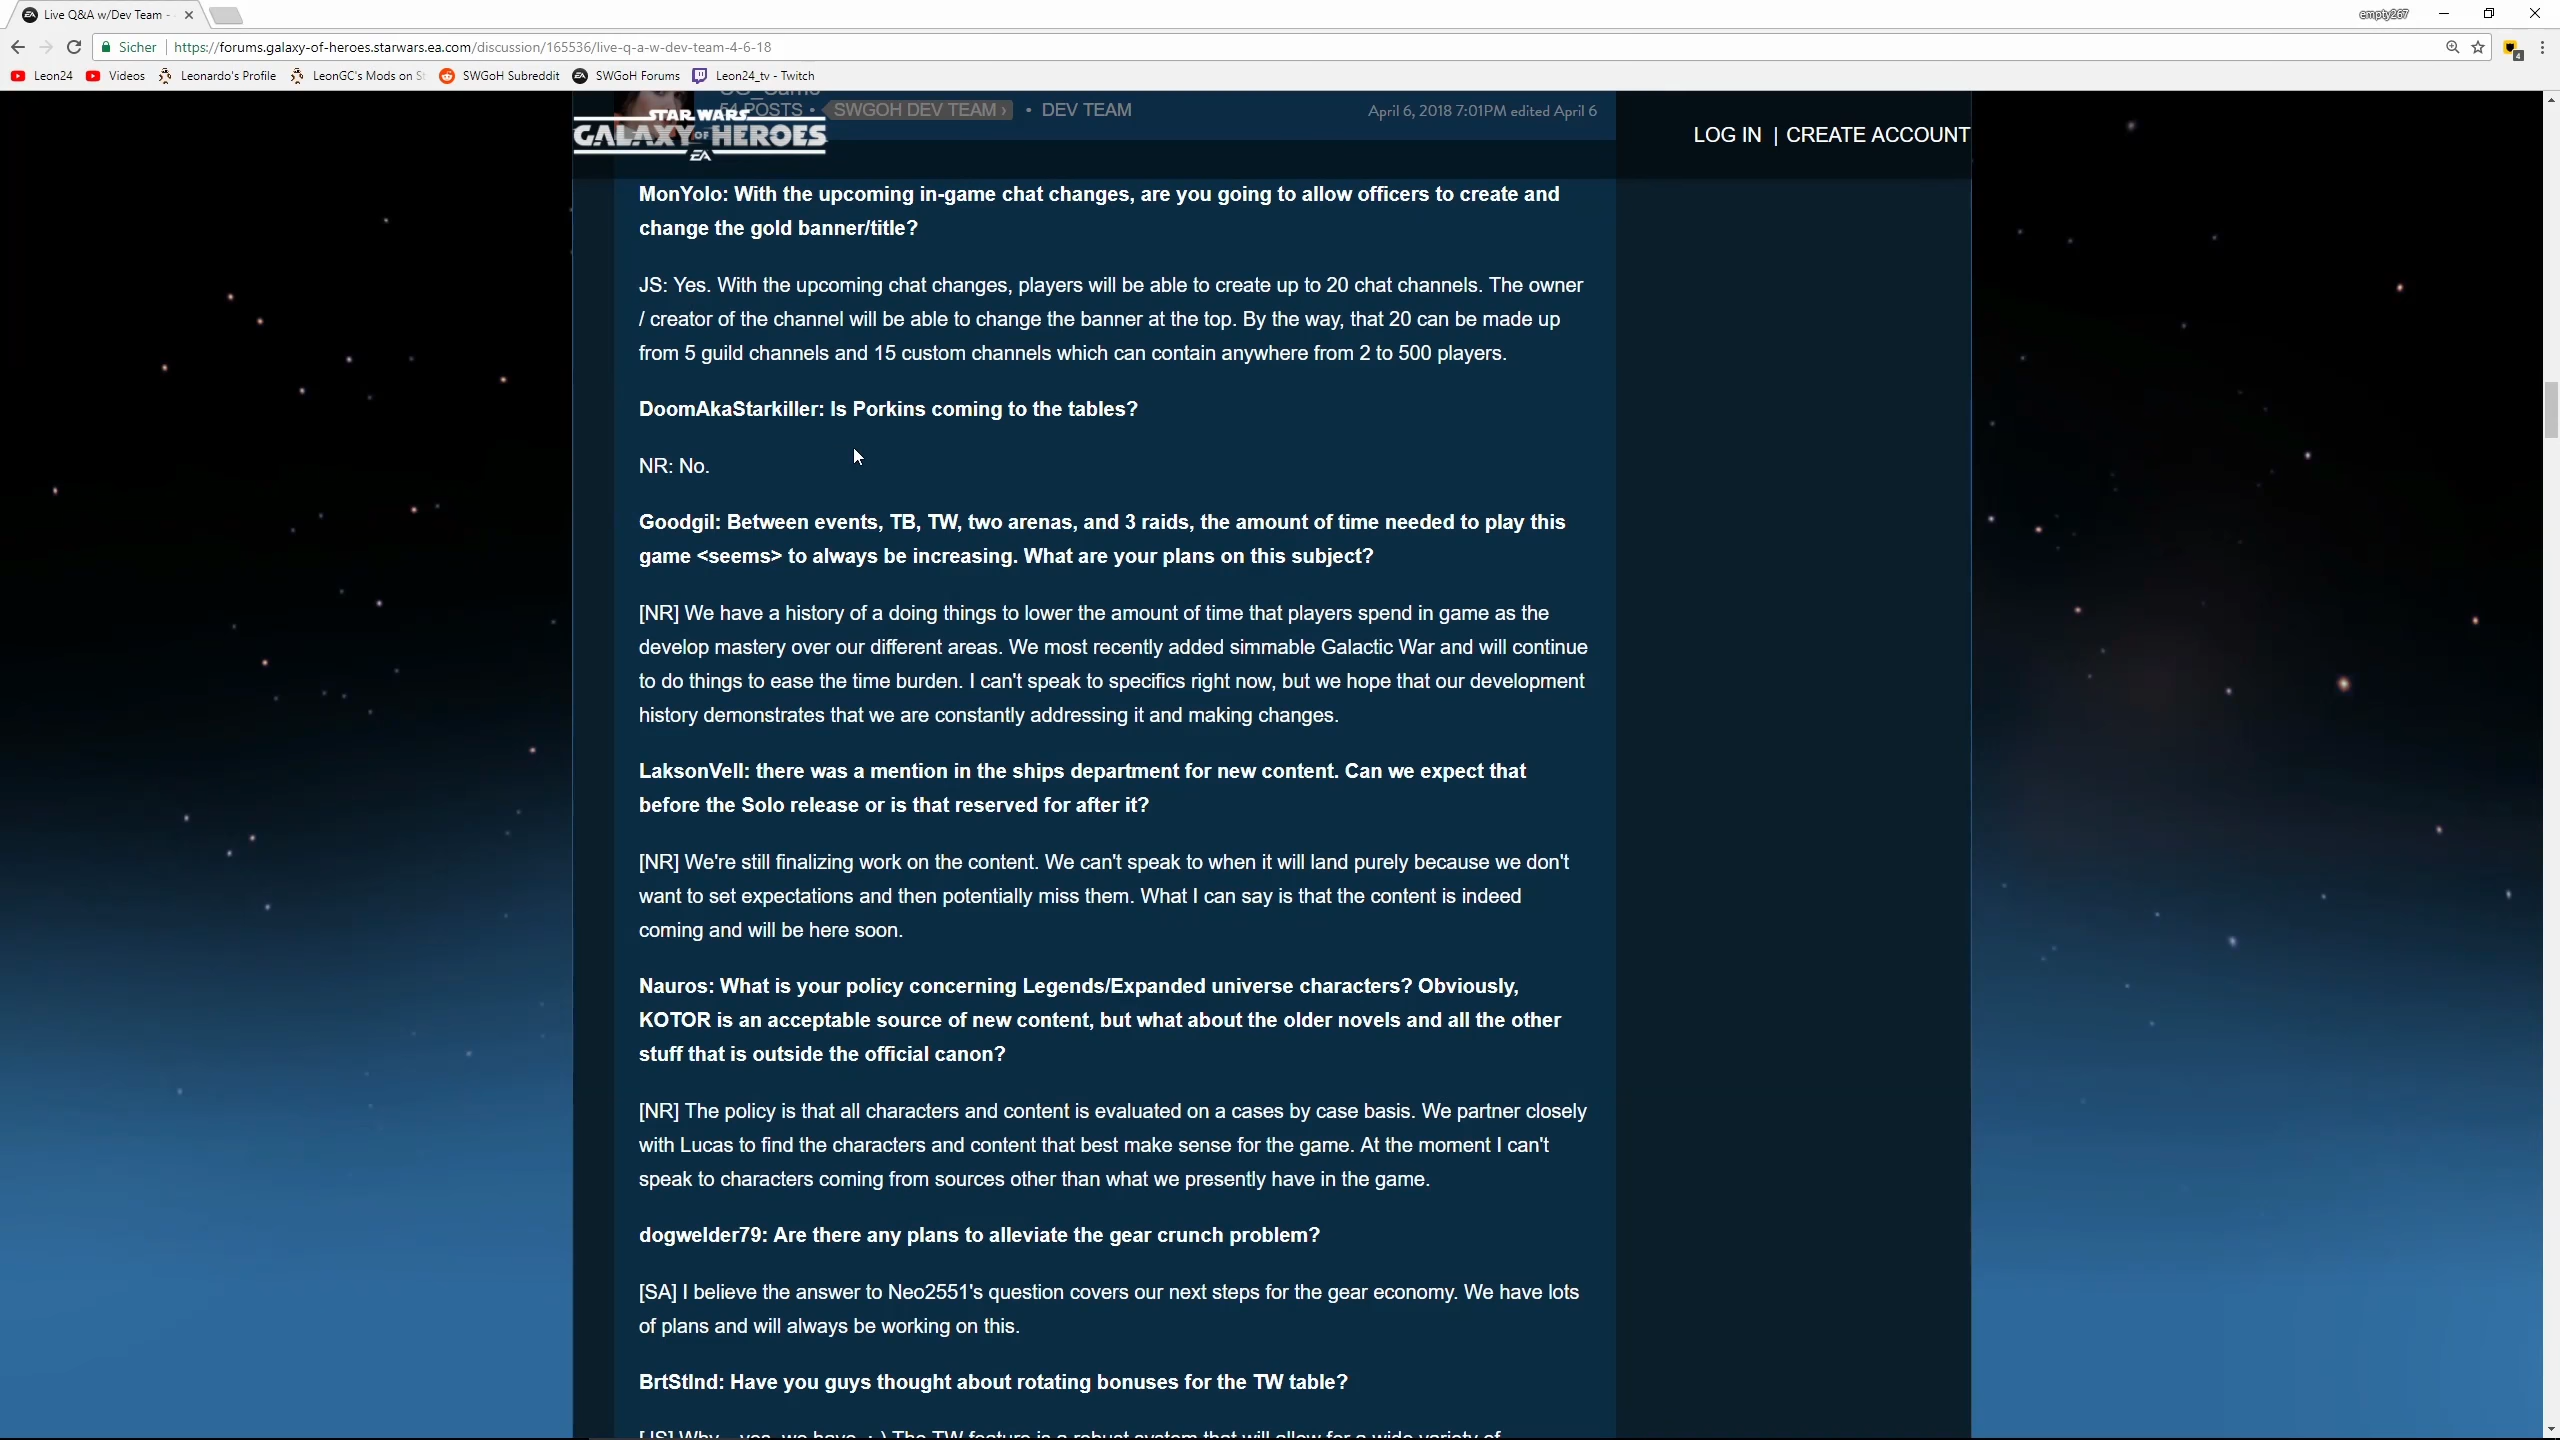 Live Q&A w/Dev Team -
empty267
Sicher
https://forums.galaxy-of-heroes.starwars.ea.com/discussion/165536/live-q-a-w-dev-team-4-6-18
Leon24
Videos
Leonardo's Profile
LeonGC's Mods on S
SWGoH Subreddit
SWGoH Forums
Leon24_tv - Twitch
54 POSTS • SWGOH DEV TEAM › • DEV TEAM
April 6, 2018 7:01PM edited April 6
STAR WARS
GALAXY OF HEROES
EA
LOG IN | CREATE ACCOUNT
MonYolo: With the upcoming in-game chat changes, are you going to allow officers to create and
change the gold banner/title?
JS: Yes. With the upcoming chat changes, players will be able to create up to 20 chat channels. The owner
/ creator of the channel will be able to change the banner at the top. By the way, that 20 can be made up
from 5 guild channels and 15 custom channels which can contain anywhere from 2 to 500 players.
DoomAkaStarkiller: Is Porkins coming to the tables?
NR: No.
Goodgil: Between events, TB, TW, two arenas, and 3 raids, the amount of time needed to play this
game <seems> to always be increasing. What are your plans on this subject?
[NR] We have a history of a doing things to lower the amount of time that players spend in game as the
develop mastery over our different areas. We most recently added simmable Galactic War and will continue
to do things to ease the time burden. I can't speak to specifics right now, but we hope that our development
history demonstrates that we are constantly addressing it and making changes.
LaksonVell: there was a mention in the ships department for new content. Can we expect that
before the Solo release or is that reserved for after it?
[NR] We're still finalizing work on the content. We can't speak to when it will land purely because we don't
want to set expectations and then potentially miss them. What I can say is that the content is indeed
coming and will be here soon.
Nauros: What is your policy concerning Legends/Expanded universe characters? Obviously,
KOTOR is an acceptable source of new content, but what about the older novels and all the other
stuff that is outside the official canon?
[NR] The policy is that all characters and content is evaluated on a cases by case basis. We partner closely
with Lucas to find the characters and content that best make sense for the game. At the moment I can't
speak to characters coming from sources other than what we presently have in the game.
dogwelder79: Are there any plans to alleviate the gear crunch problem?
[SA] I believe the answer to Neo2551's question covers our next steps for the gear economy. We have lots
of plans and will always be working on this.
BrtStlnd: Have you guys thought about rotating bonuses for the TW table?
[JS] Why... yes, we have. : ) The TW feature is a robust system that will allow for a wide variety of